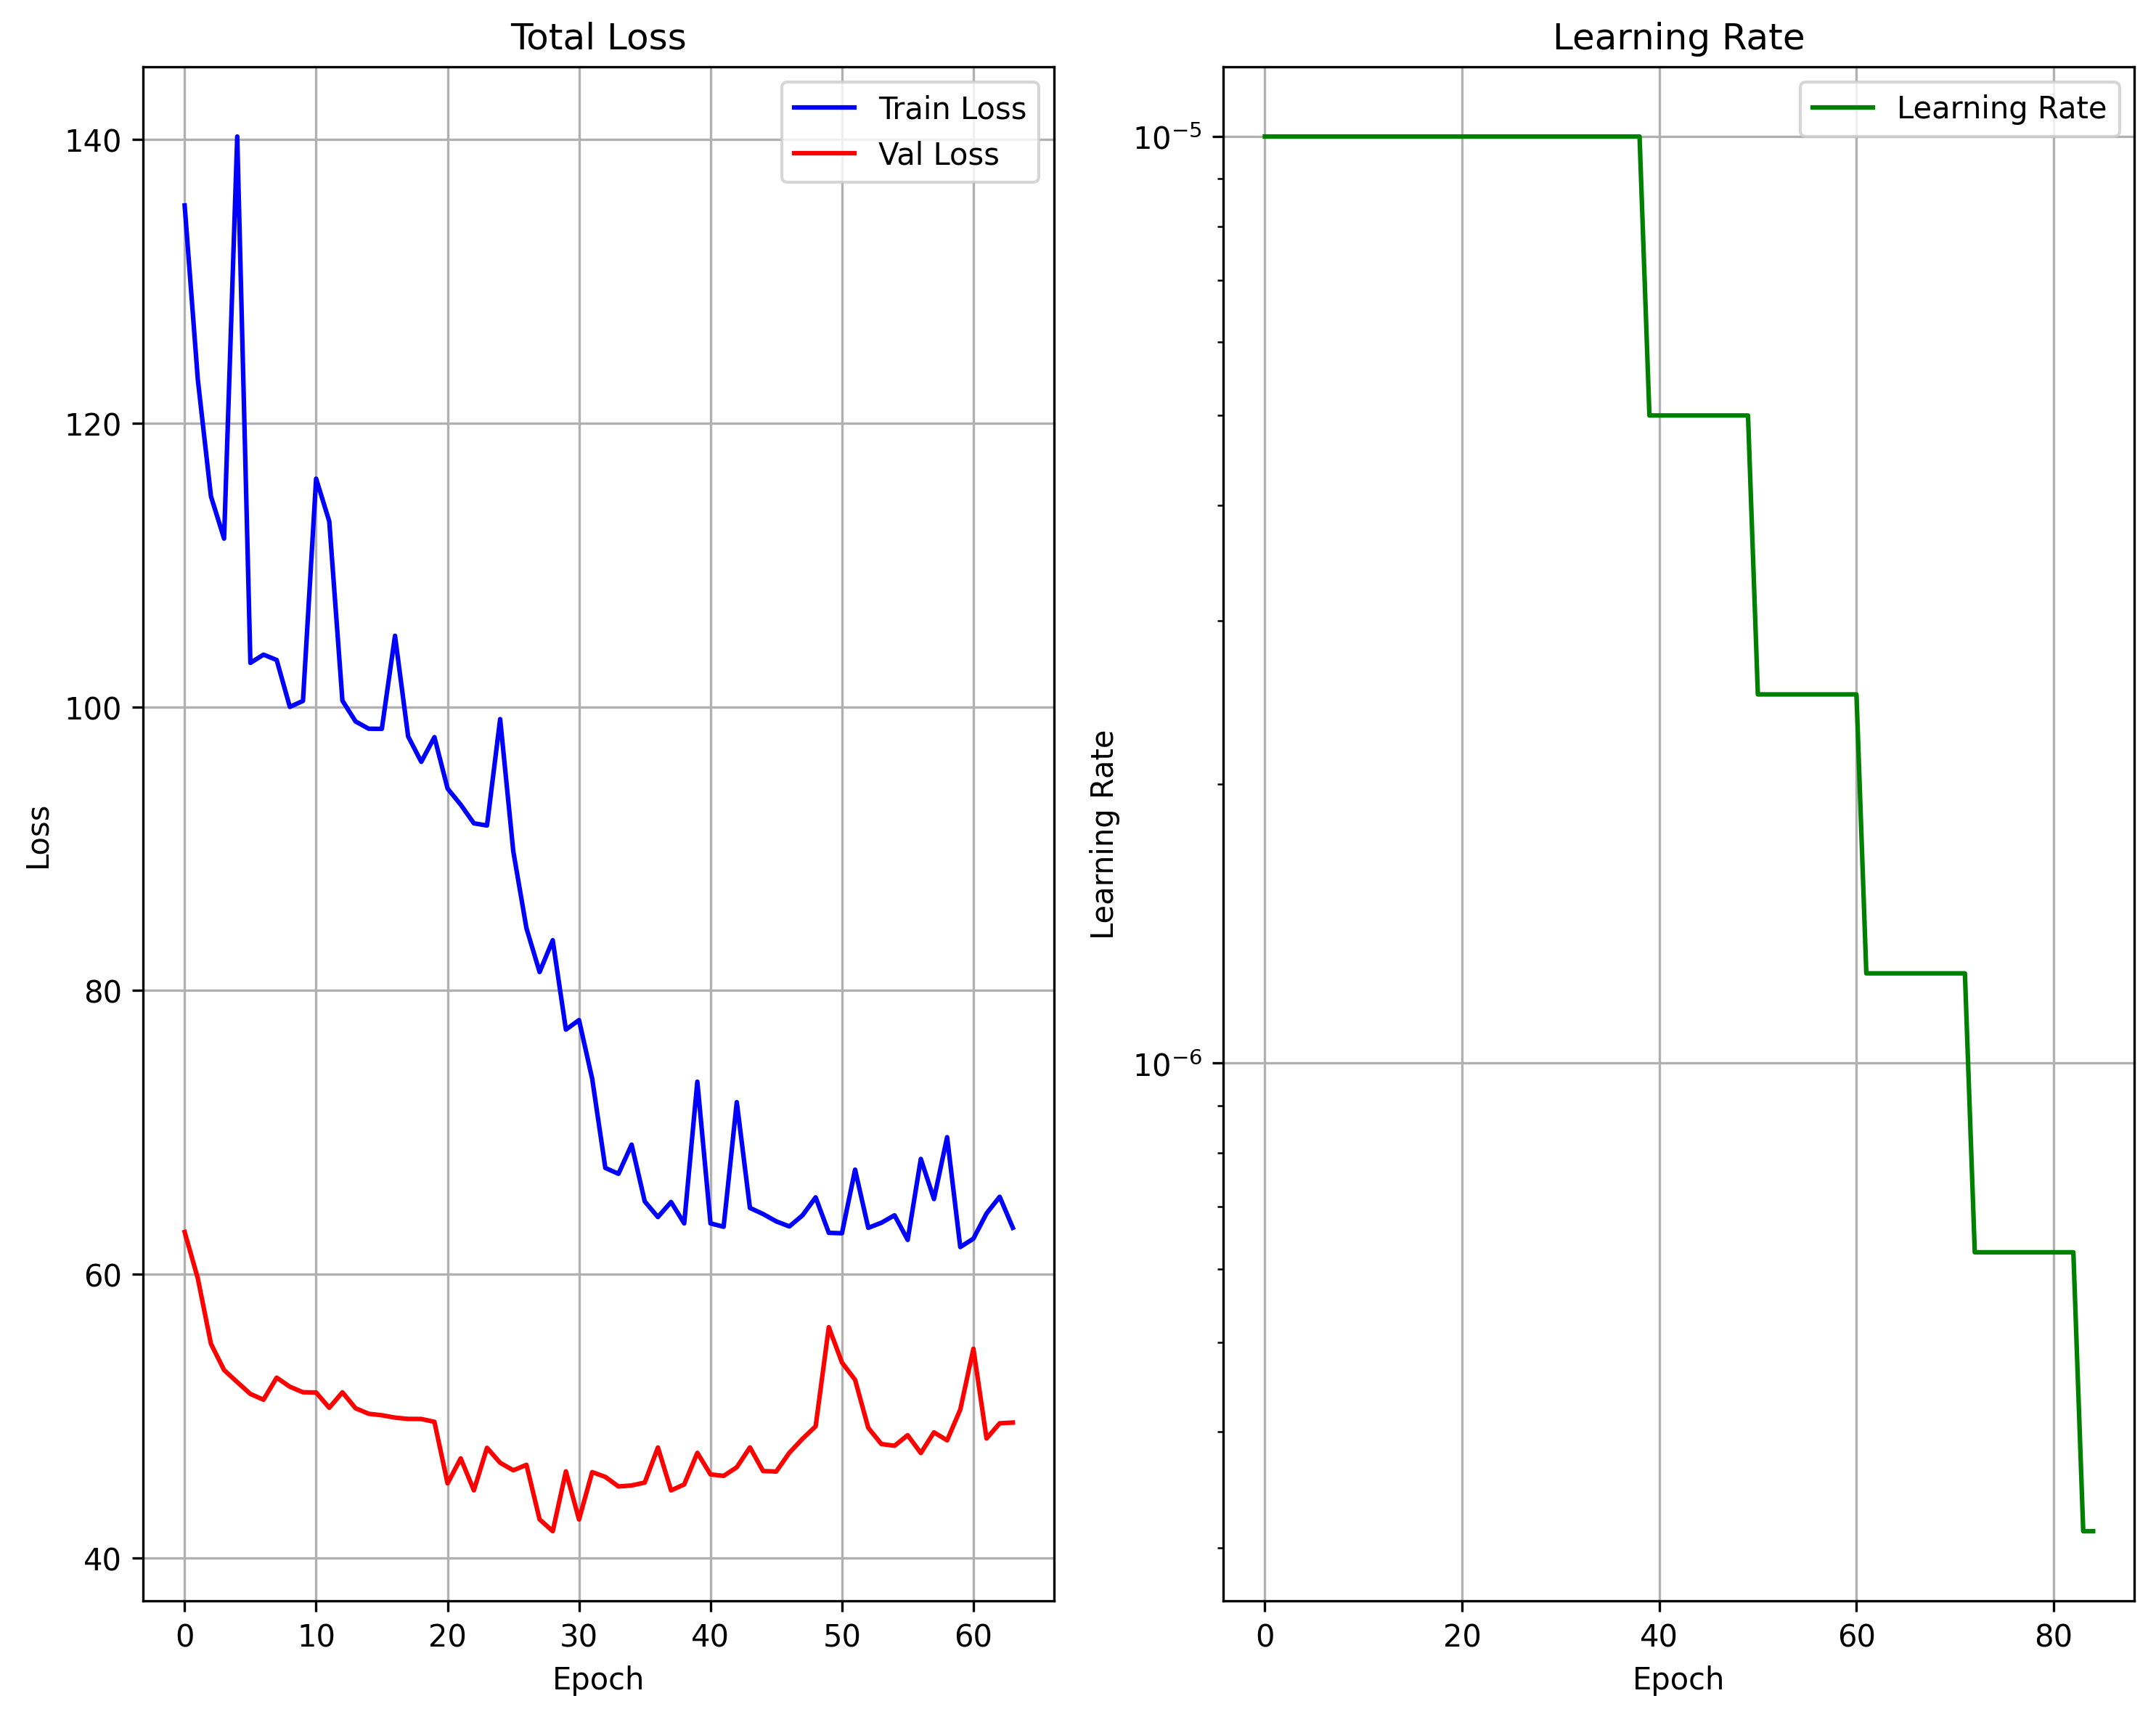 Total Loss
Train Loss
Val Loss
140
120
100
80
60
40
Loss
0 10 20 30 40 50 60
Epoch
Learning Rate
Learning Rate
10⁻⁵
10⁻⁶
Learning Rate
0 20 40 60 80
Epoch